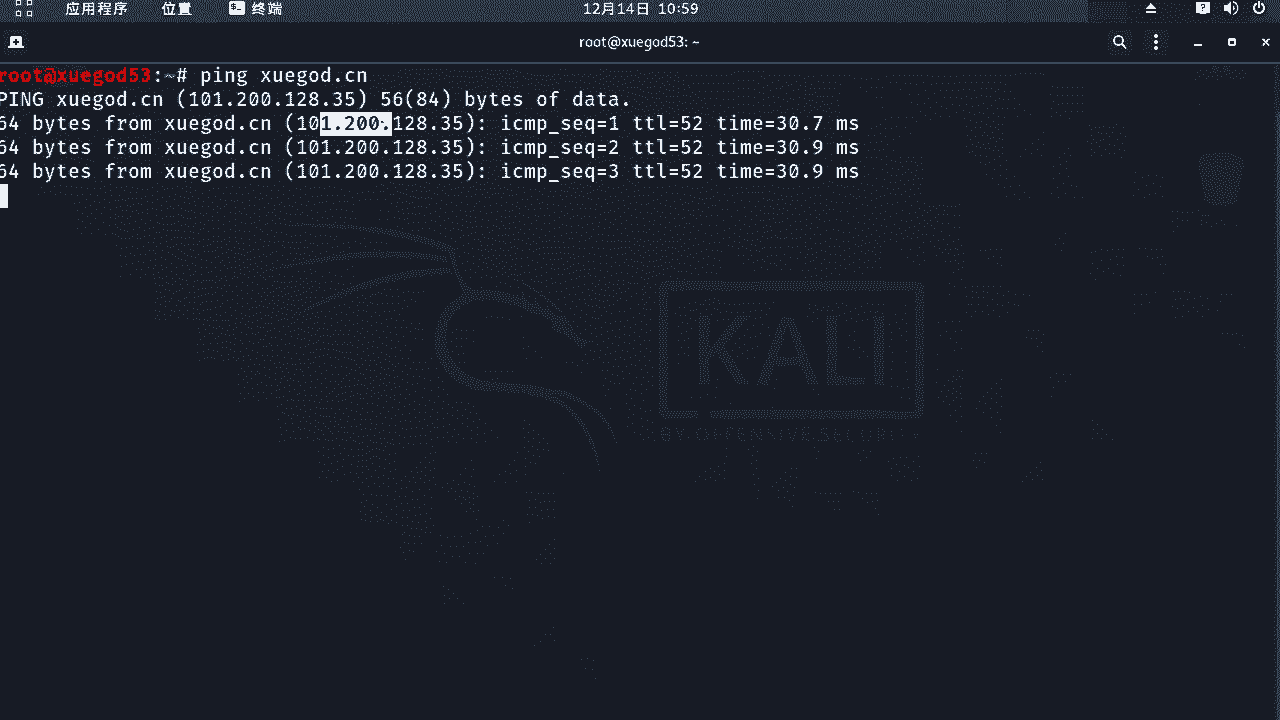 应用程序 位置 终端 12月14日 10:59
root@xuegod53: ~
root@xuegod53:~# ping xuegod.cn
PING xuegod.cn (101.200.128.35) 56(84) bytes of data.
64 bytes from xuegod.cn (101.200.128.35): icmp_seq=1 ttl=52 time=30.7 ms
64 bytes from xuegod.cn (101.200.128.35): icmp_seq=2 ttl=52 time=30.9 ms
64 bytes from xuegod.cn (101.200.128.35): icmp_seq=3 ttl=52 time=30.9 ms
KALI
BY OFFENSIVE SECURITY